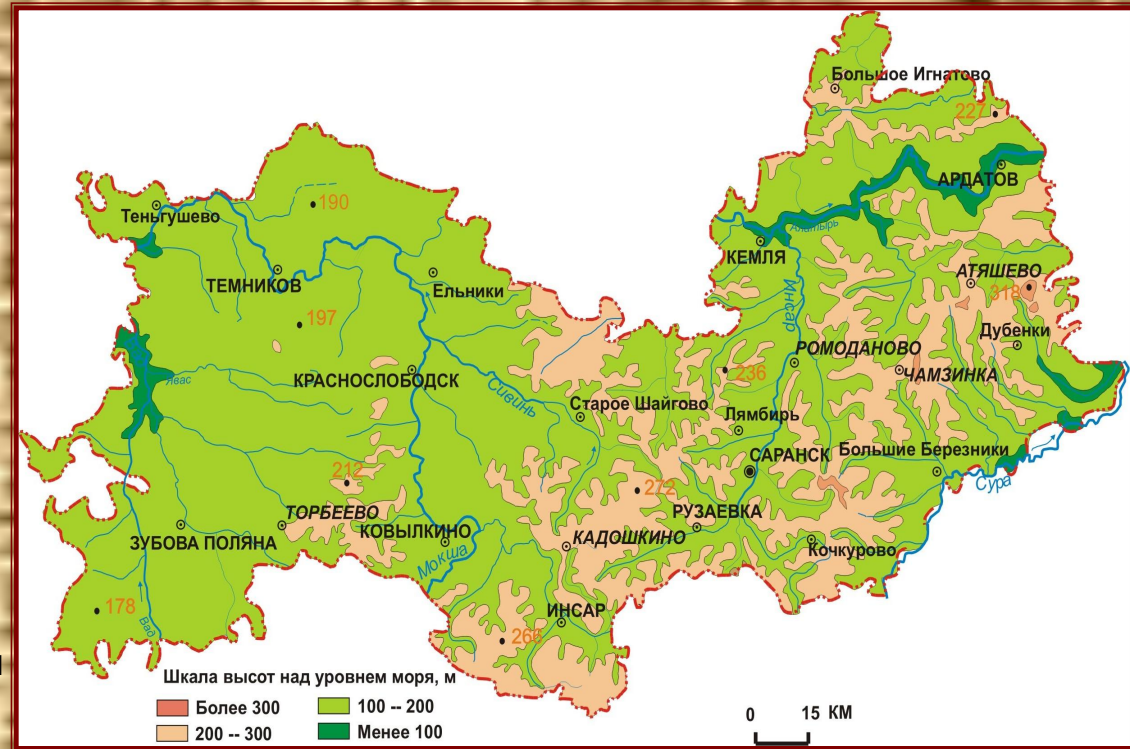 Большое Игнатово
227
АРДАТОВ
Теньгушево
190
Алатырь
КЕМЛЯ
ТЕМНИКОВ
Ельники
АТЯШЕВО
318
197
Инсар
Дубенки
РОМОДАНОВО
Явас
КРАСНОСЛОБОДСК
236
ЧАМЗИНКА
Сивинь
Старое Шайгово
Лямбирь
САРАНСК
Большие Березники
212
272
Сура
ТОРБЕЕВО
РУЗАЕВКА
ЗУБОВА ПОЛЯНА
КОВЫЛКИНО
КАДОШКИНО
Кочкурово
Мокша
178
Вад
ИНСАР
266
Шкала высот над уровнем моря, м
Более 300
100 -- 200
200 -- 300
Менее 100
0 15 КМ